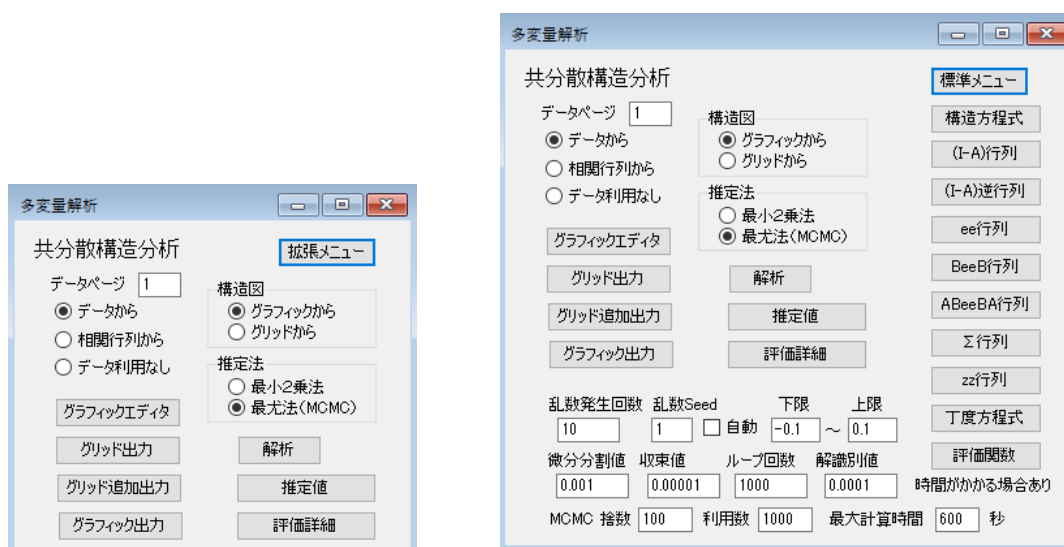 多変量解析
共分散構造分析
拡張メニュー
データページ 1
データから
相関行列から
データ利用なし
構造図
グラフィックから
グリッドから
推定法
最小2乗法
最尤法(MCMC)
グラフィックエディタ
グリッド出力
解析
グリッド追加出力
推定値
グラフィック出力
評価詳細
多変量解析
共分散構造分析
標準メニュー
データページ 1
データから
相関行列から
データ利用なし
構造図
グラフィックから
グリッドから
推定法
最小2乗法
最尤法(MCMC)
グラフィックエディタ
グリッド出力
解析
グリッド追加出力
推定値
グラフィック出力
評価詳細
構造方程式
(I-A)行列
(I-A)逆行列
ee行列
BeeB行列
ABeeBA行列
Σ行列
zz行列
丁度方程式
評価関数
時間がかかる場合あり
乱数発生回数 乱数Seed 下限 上限
10 1 自動 -0.1 ～ 0.1
微分分割値 収束値 ループ回数 解識別値
0.001 0.00001 1000 0.0001
MCMC 捨数 100 利用数 1000 最大計算時間 600 秒